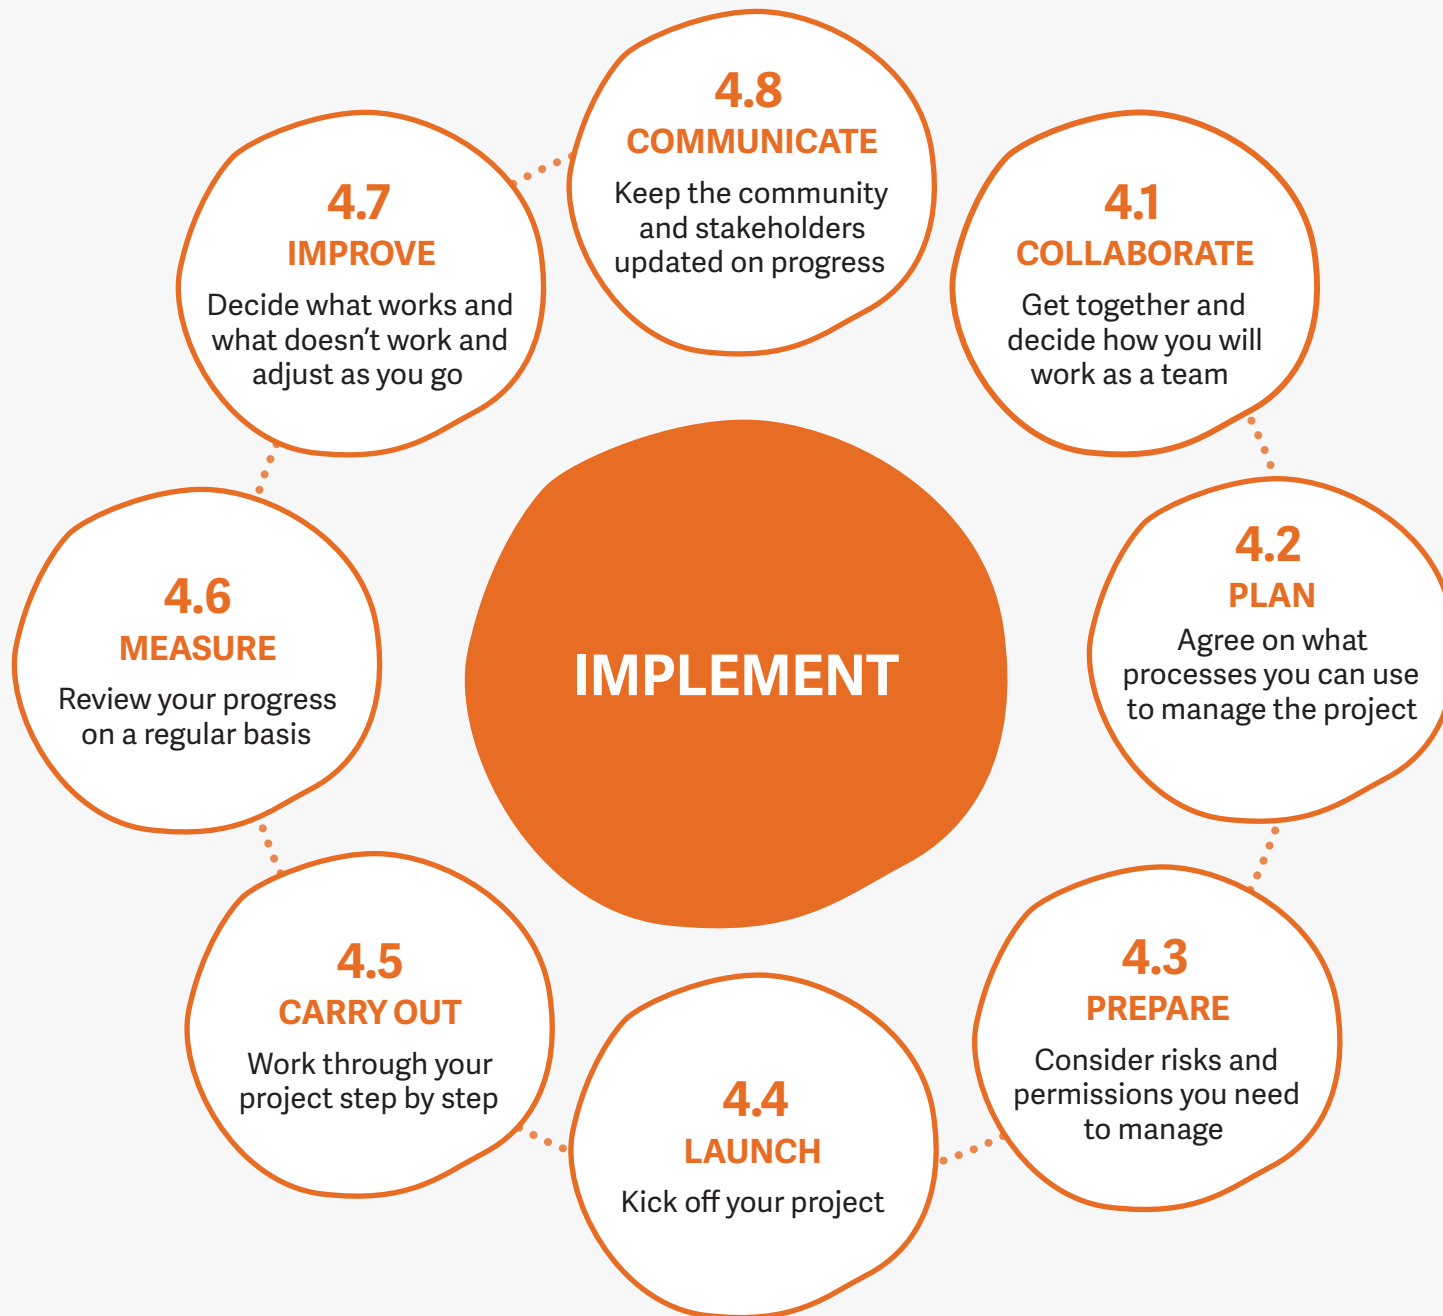 4.8
COMMUNICATE
Keep the community
and stakeholders
updated on progress
4.1
COLLABORATE
Get together and
decide how you will
work as a team
4.2
PLAN
Agree on what
processes you can use
to manage the project
4.3
PREPARE
Consider risks and
permissions you need
to manage
4.4
LAUNCH
Kick off your project
4.5
CARRY OUT
Work through your
project step by step
4.6
MEASURE
Review your progress
on a regular basis
4.7
IMPROVE
Decide what works and
what doesn’t work and
adjust as you go
IMPLEMENT